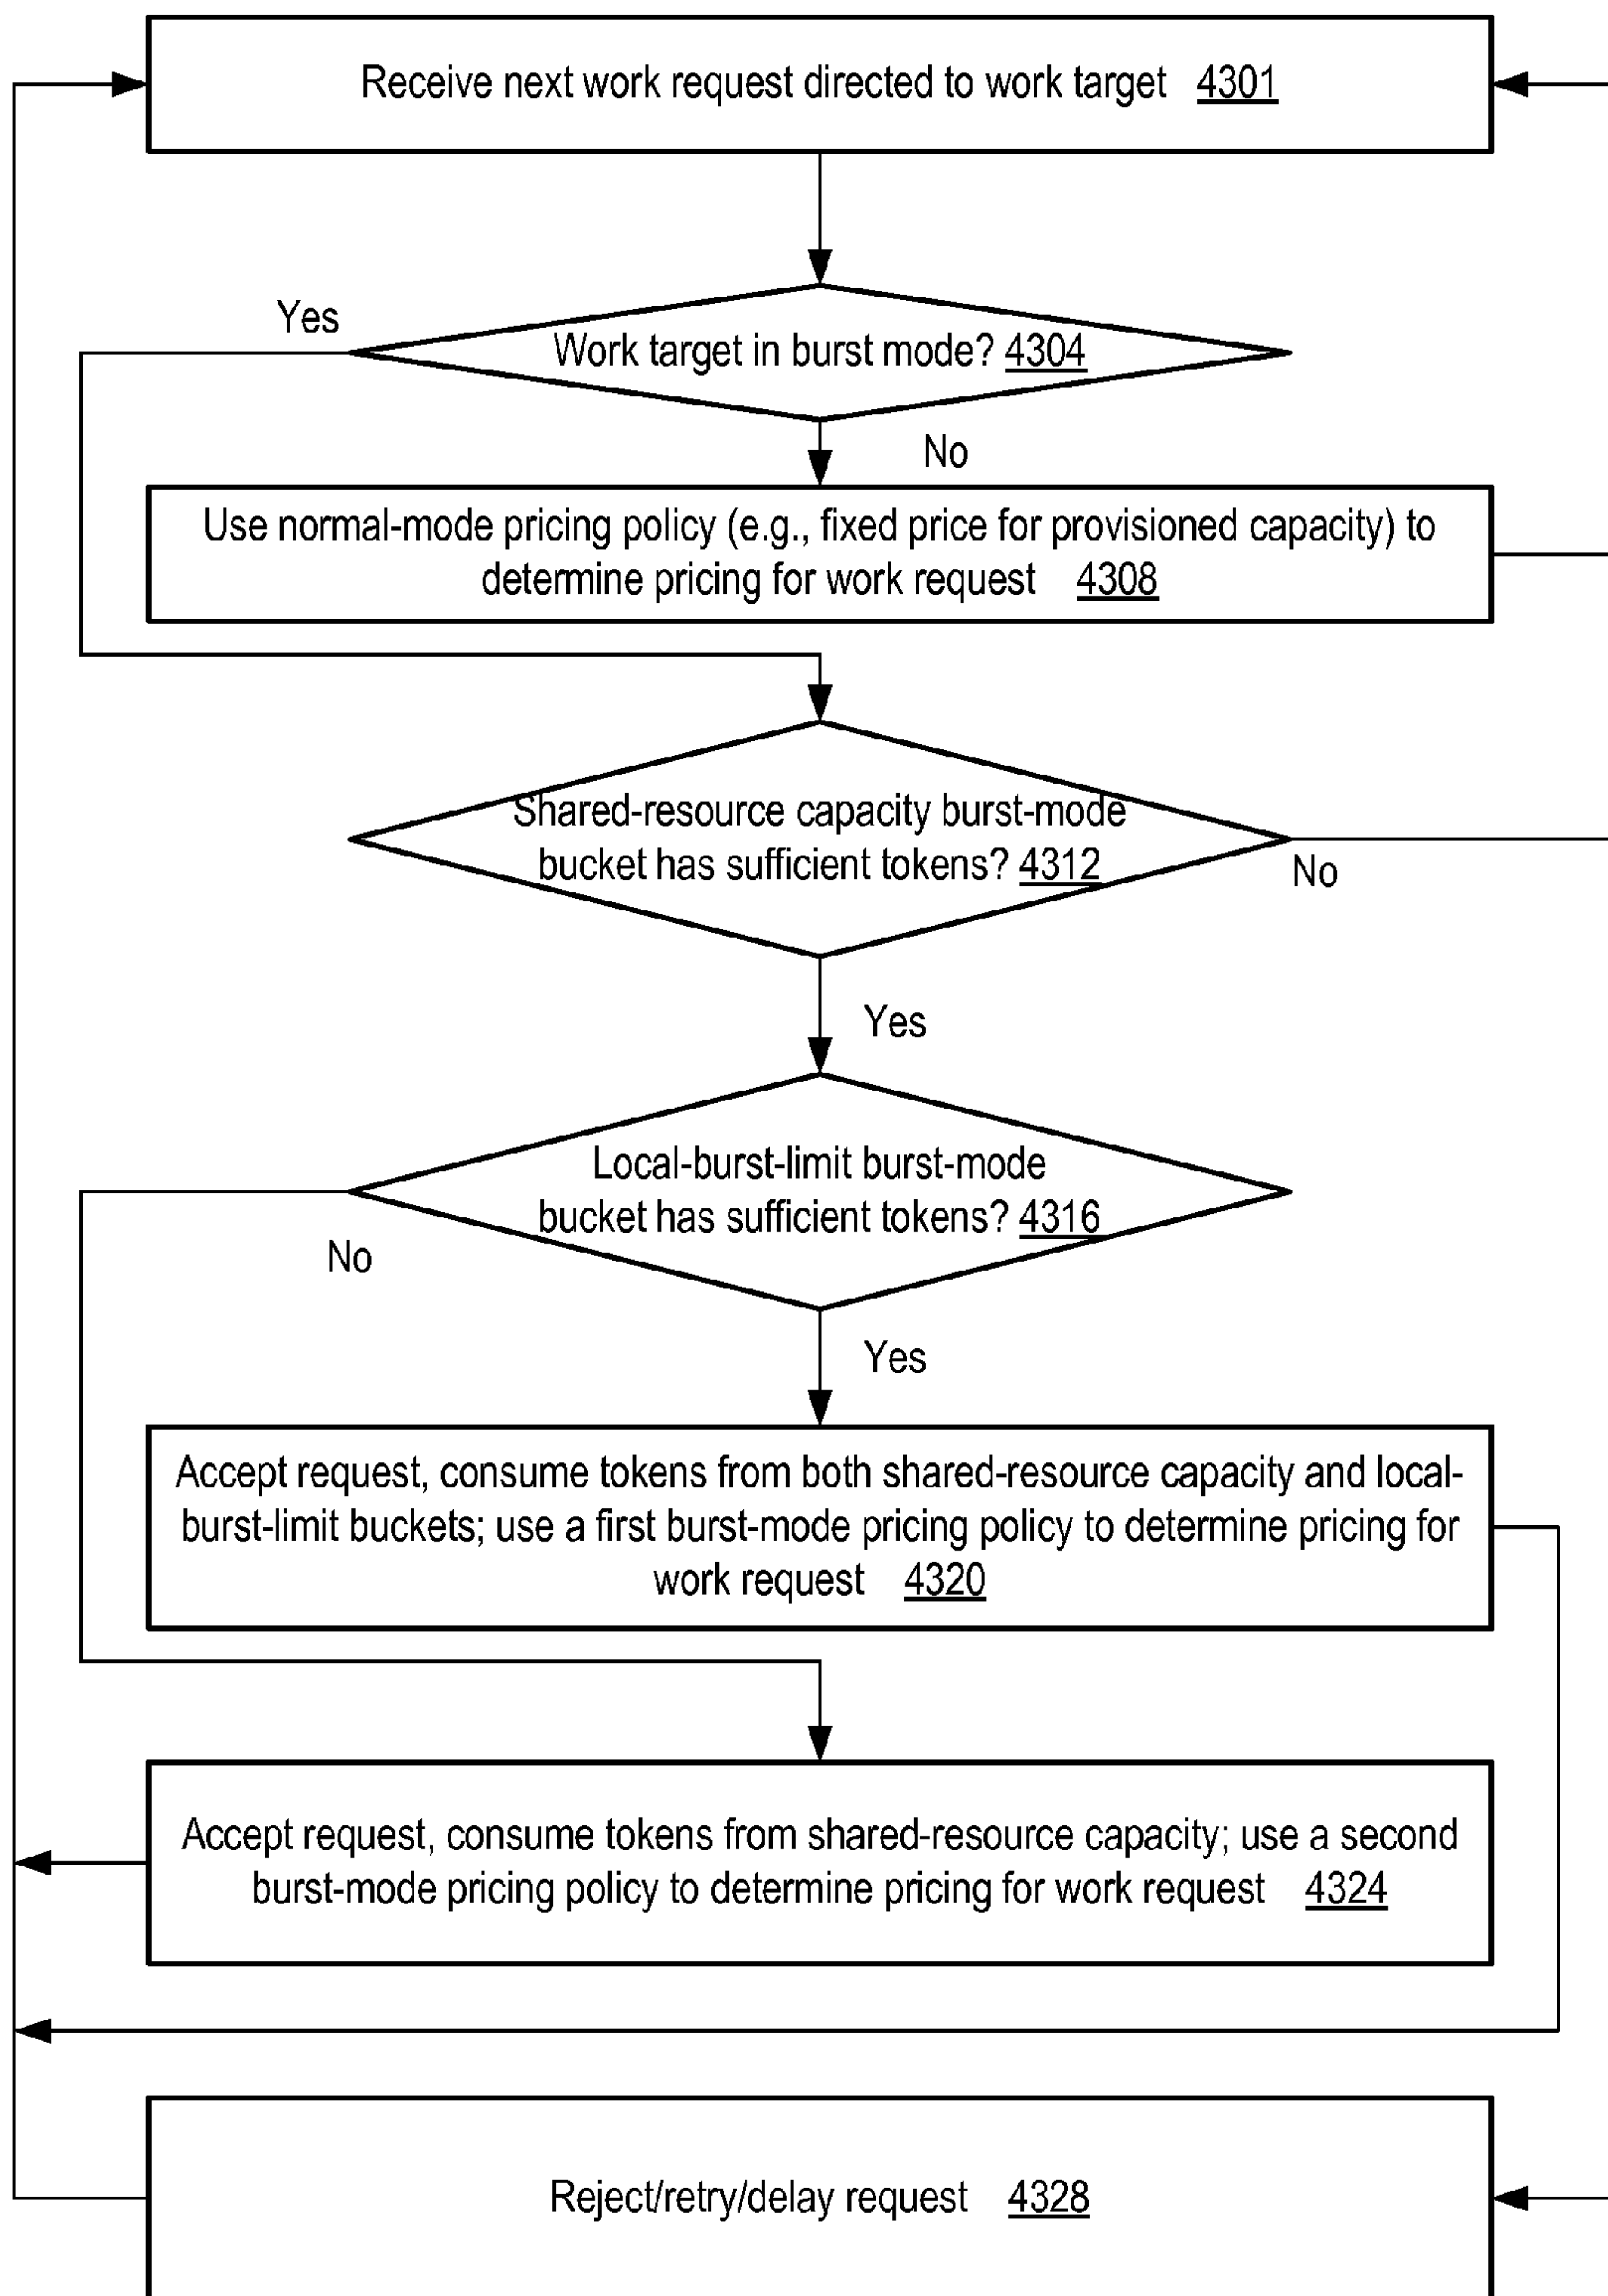 Receive next work request directed to work target 4301
Yes
Work target in burst mode? 4304
No
Use normal-mode pricing policy (e.g., fixed price for provisioned capacity) to
determine pricing for work request 4308
Shared-resource capacity burst-mode
bucket has sufficient tokens? 4312
No
Yes
Local-burst-limit burst-mode
bucket has sufficient tokens? 4316
No
Yes
Accept request, consume tokens from both shared-resource capacity and local-
burst-limit buckets; use a first burst-mode pricing policy to determine pricing for
work request 4320
Accept request, consume tokens from shared-resource capacity; use a second
burst-mode pricing policy to determine pricing for work request 4324
Reject/retry/delay request 4328